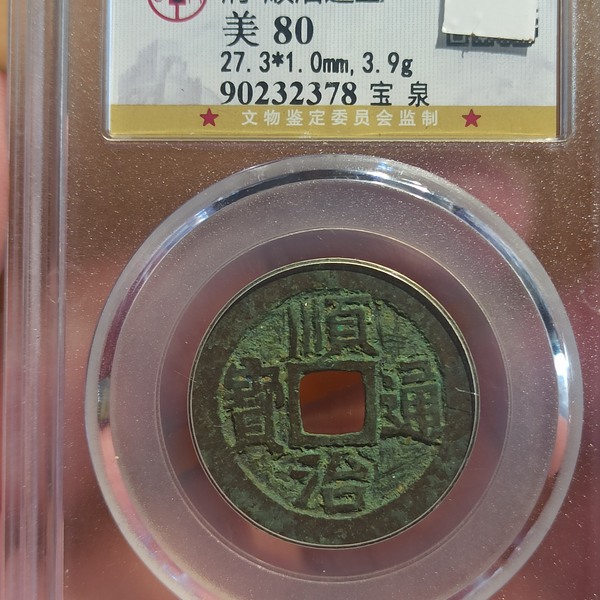 美 80
27.3*1.0mm, 3.9g
90232378 宝 泉
★ 文物鉴定委员会监制 ★
順
寳 通
治